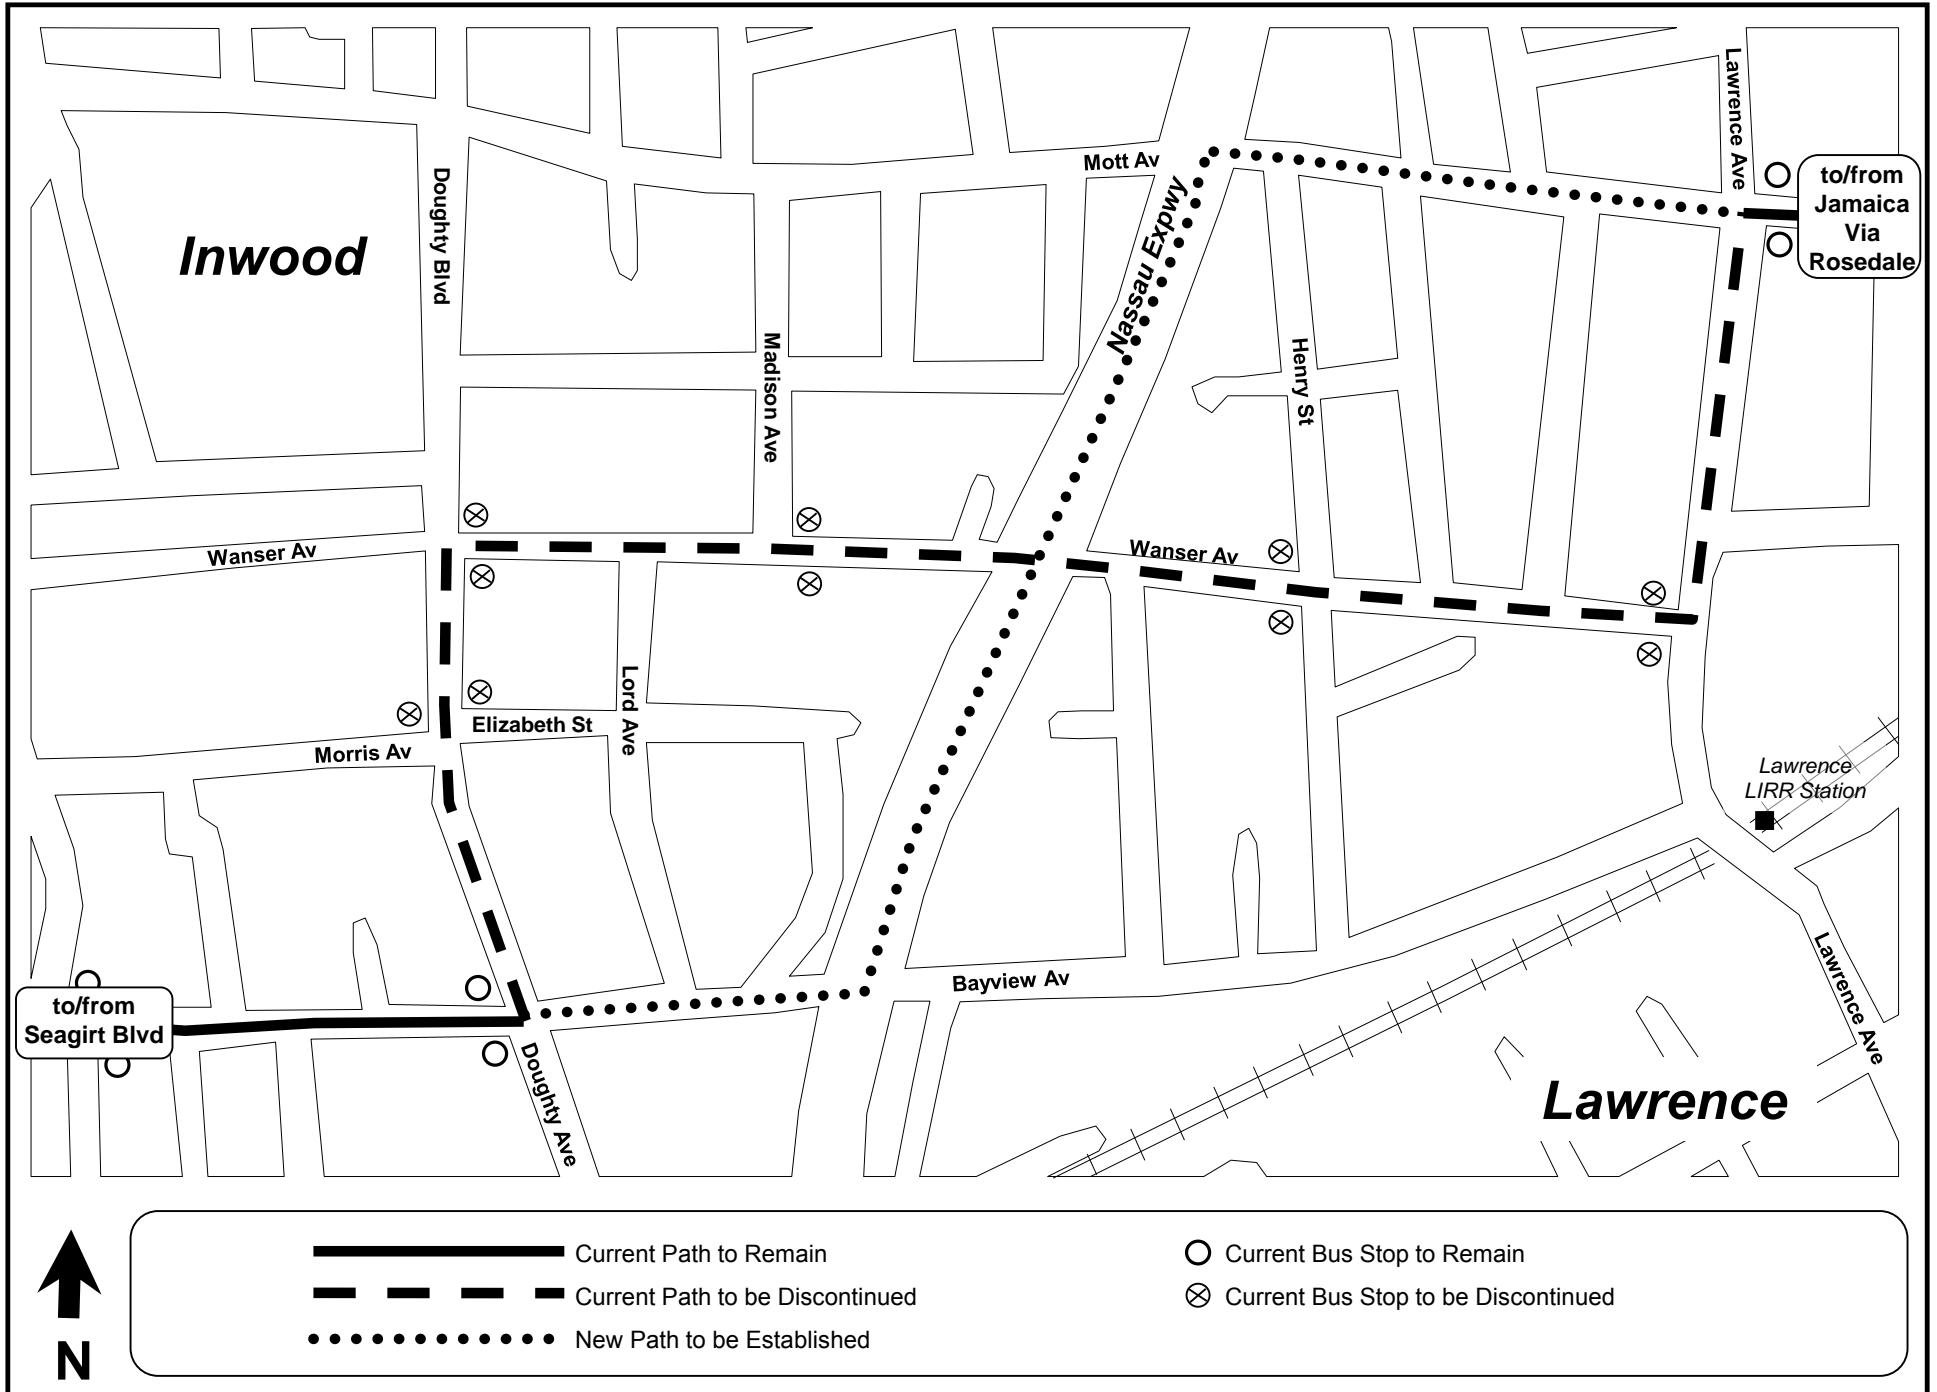 Lawrence Ave
Mott Av
to/from
Jamaica
Via
Rosedale
Doughty Blvd
Nassau Expwy
Inwood
Madison Ave
Henry St
Wanser Av
Wanser Av
Lord Ave
Elizabeth St
Morris Av
Lawrence
LIRR Station
Bayview Av
Lawrence Ave
to/from
Seagirt Blvd
Doughty Ave
Lawrence
N
Current Path to Remain
Current Path to be Discontinued
New Path to be Established
Current Bus Stop to Remain
Current Bus Stop to be Discontinued